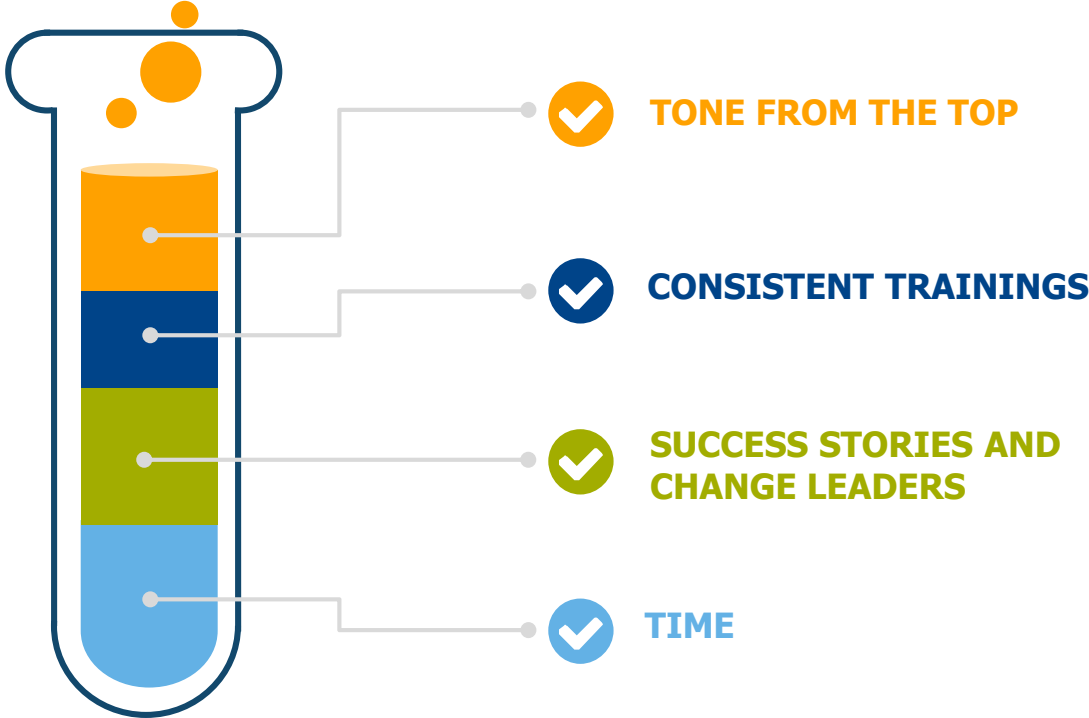 TONE FROM THE TOP
CONSISTENT TRAININGS
SUCCESS STORIES AND
CHANGE LEADERS
TIME